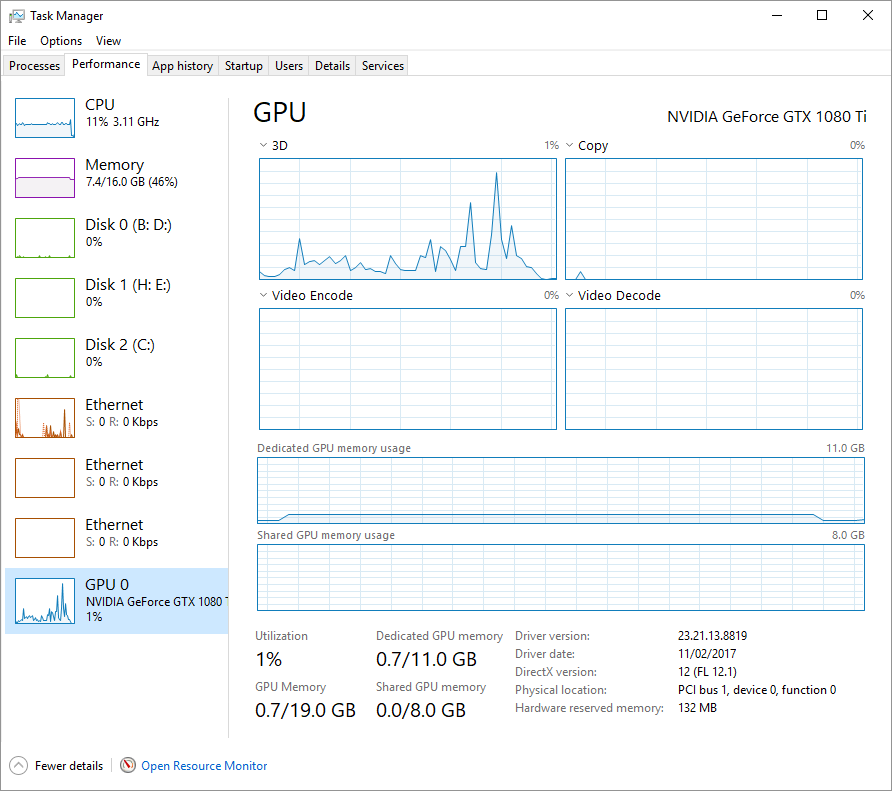 Task Manager
File Options View
Processes Performance App history Startup Users Details Services
CPU
11% 3.11 GHz
Memory
7.4/16.0 GB (46%)
Disk 0 (B: D:)
0%
Disk 1 (H: E:)
0%
Disk 2 (C:)
0%
Ethernet
S: 0 R: 0 Kbps
Ethernet
S: 0 R: 0 Kbps
Ethernet
S: 0 R: 0 Kbps
GPU 0
NVIDIA GeForce GTX 1080 T
1%
GPU NVIDIA GeForce GTX 1080 Ti
3D 1% Copy 0%
Video Encode 0% Video Decode 0%
Dedicated GPU memory usage 11.0 GB
Shared GPU memory usage 8.0 GB
Utilization
1%
Dedicated GPU memory
0.7/11.0 GB
GPU Memory
0.7/19.0 GB
Shared GPU memory
0.0/8.0 GB
Driver version: 23.21.13.8819
Driver date: 11/02/2017
DirectX version: 12 (FL 12.1)
Physical location: PCI bus 1, device 0, function 0
Hardware reserved memory: 132 MB
Fewer details Open Resource Monitor